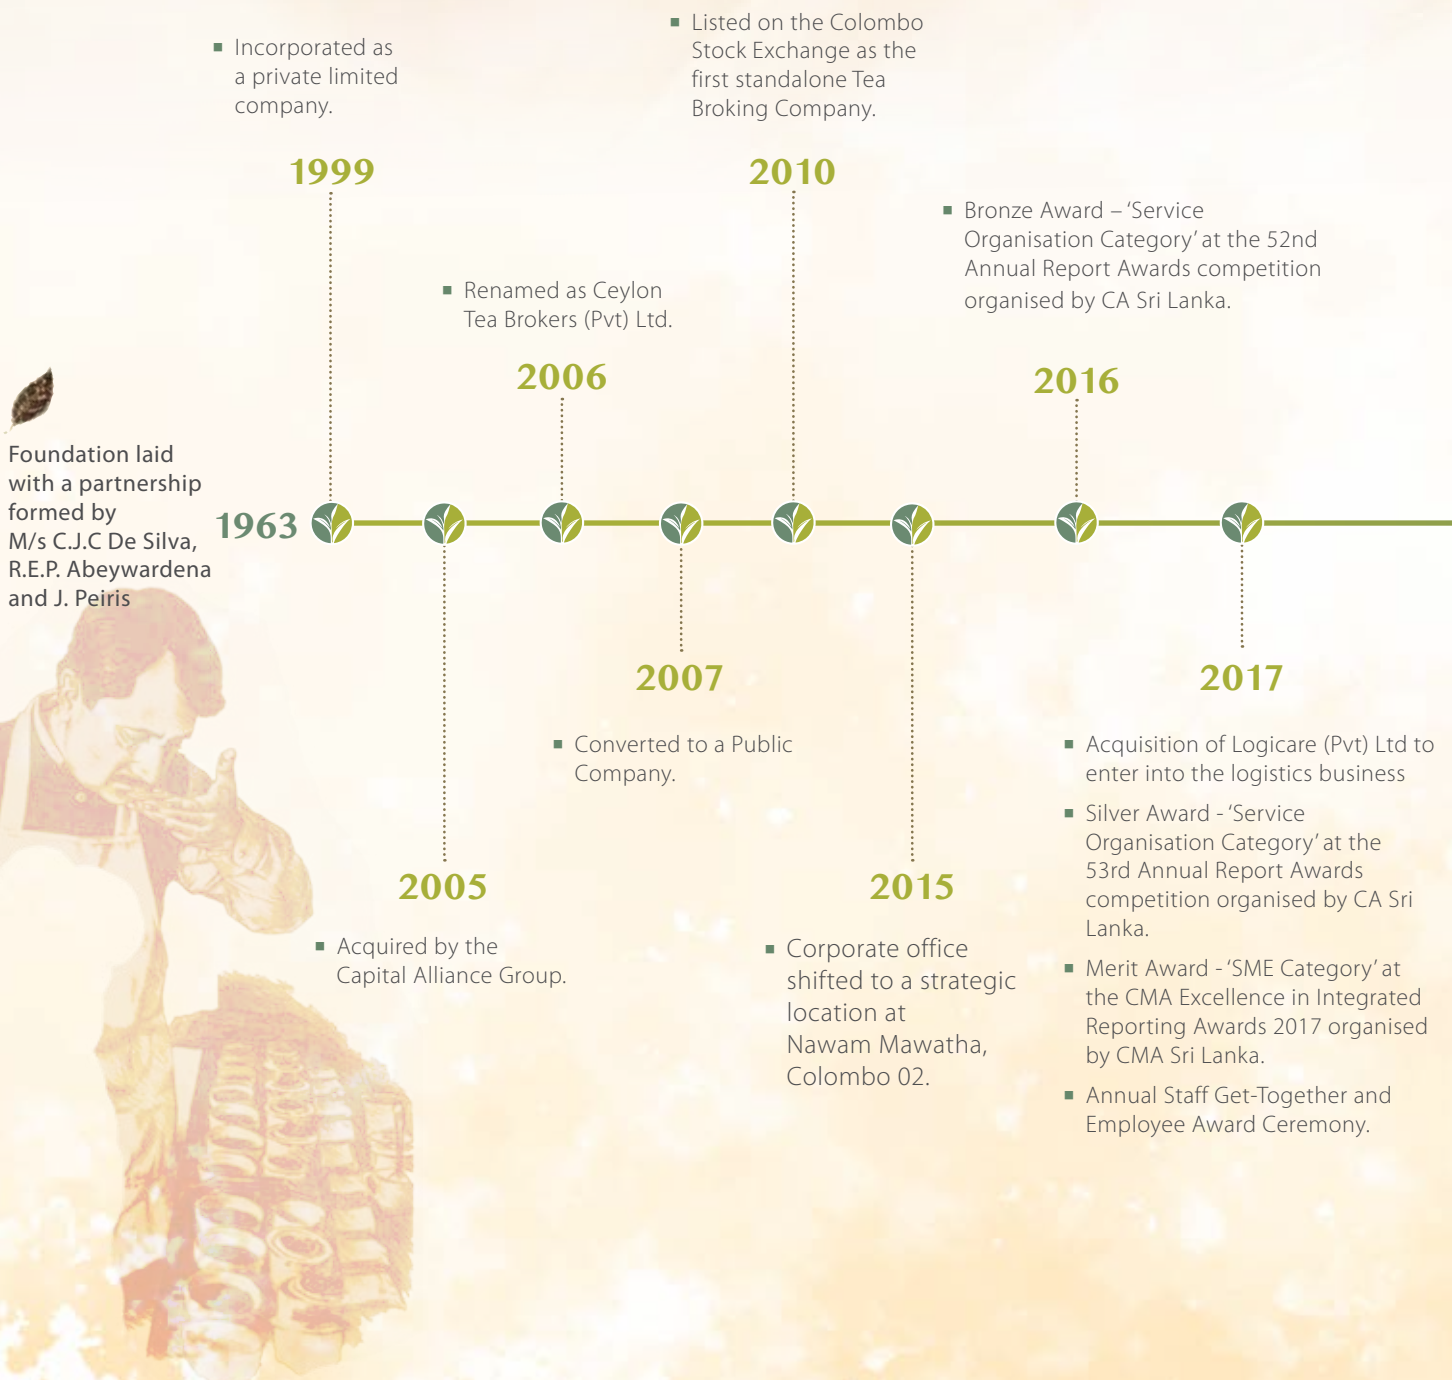 Foundation laid
with a partnership
formed by
M/s C.J.C De Silva,
R.E.P. Abeywardena
and J. Peiris
1963
▪ Incorporated as
a private limited
company.
1999
2005
▪ Acquired by the
Capital Alliance Group.
▪ Renamed as Ceylon
Tea Brokers (Pvt) Ltd.
2006
2007
▪ Converted to a Public
Company.
▪ Listed on the Colombo
Stock Exchange as the
first standalone Tea
Broking Company.
2010
2015
▪ Corporate office
shifted to a strategic
location at
Nawam Mawatha,
Colombo 02.
▪ Bronze Award – ‘Service
Organisation Category’ at the 52nd
Annual Report Awards competition
organised by CA Sri Lanka.
2016
2017
▪ Acquisition of Logicare (Pvt) Ltd to
enter into the logistics business
▪ Silver Award - ‘Service
Organisation Category’ at the
53rd Annual Report Awards
competition organised by CA Sri
Lanka.
▪ Merit Award - ‘SME Category’ at
the CMA Excellence in Integrated
Reporting Awards 2017 organised
by CMA Sri Lanka.
▪ Annual Staff Get-Together and
Employee Award Ceremony.